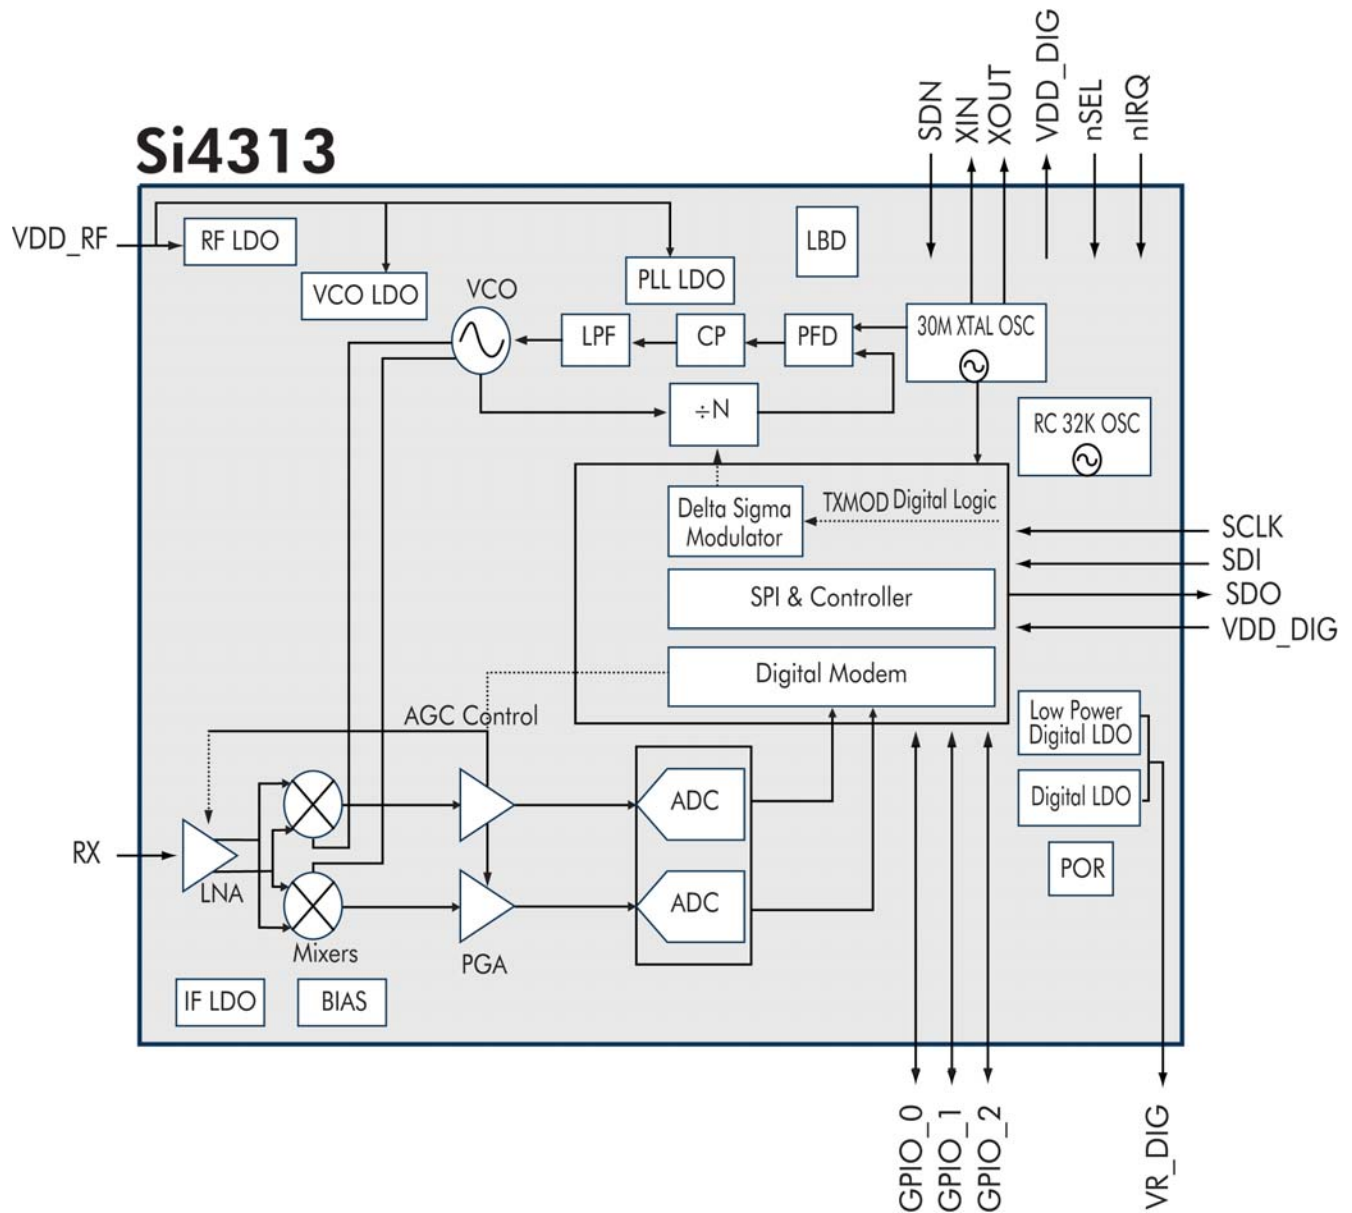 Si4313
SDN
XIN
XOUT
VDD_DIG
nSEL
nIRQ
VDD_RF
RF LDO
VCO LDO
VCO
PLL LDO
LBD
LPF
CP
PFD
30M XTAL OSC
÷N
RC 32K OSC
Delta Sigma
Modulator
TXMOD Digital Logic
SPI & Controller
Digital Modem
SCLK
SDI
SDO
VDD_DIG
AGC Control
Low Power
Digital LDO
Digital LDO
POR
RX
LNA
Mixers
PGA
ADC
ADC
IF LDO
BIAS
GPIO_0
GPIO_1
GPIO_2
VR_DIG